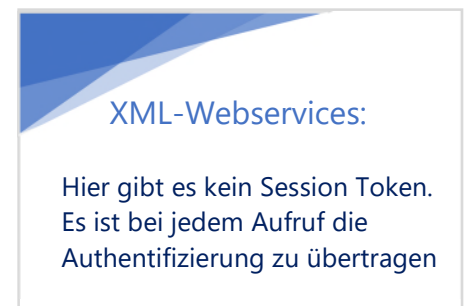 XML-Webservices:
Hier gibt es kein Session Token.
Es ist bei jedem Aufruf die
Authentifizierung zu übertragen